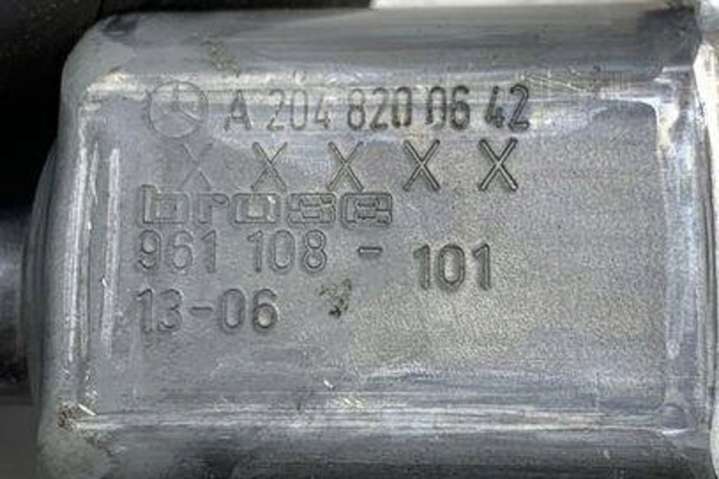 A 204 820 06 42
X X X X X
brose
961 108 - 101
13-06